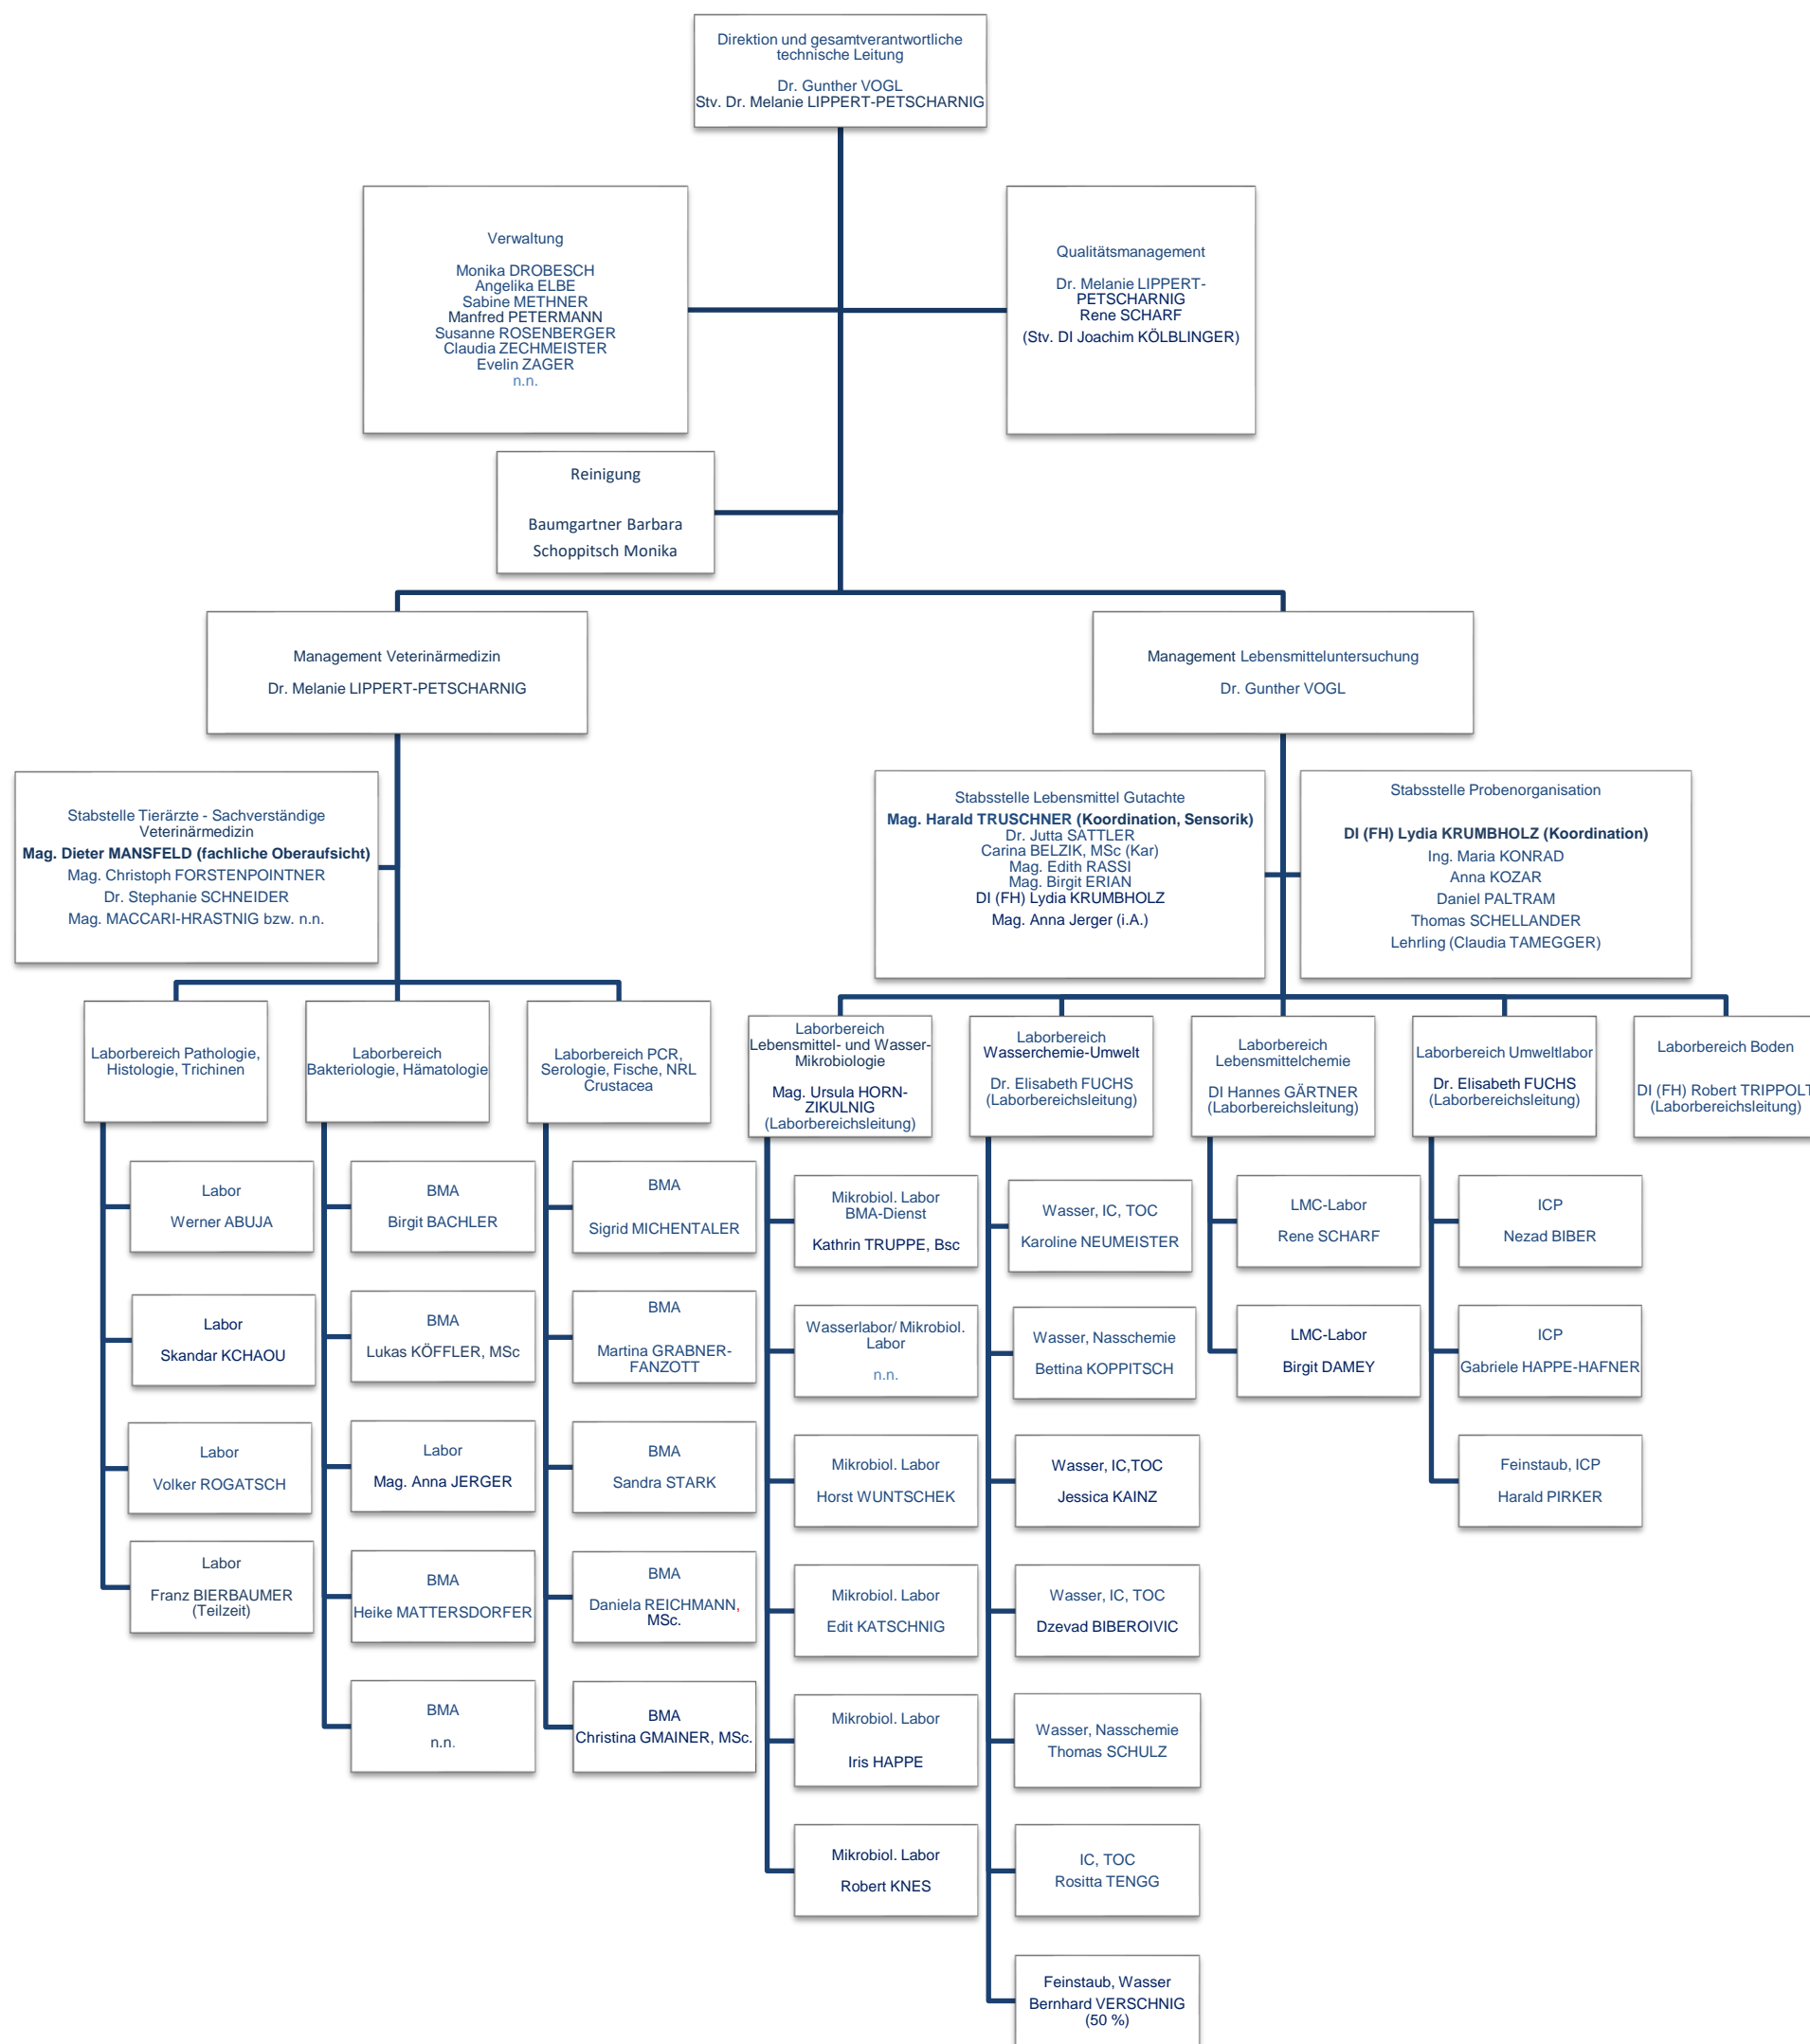 Direktion und gesamtverantwortliche
technische Leitung
Dr. Gunther VOGL
Stv. Dr. Melanie LIPPERT-PETSCHARNIG
Verwaltung
Monika DROBESCH
Angelika ELBE
Sabine METHNER
Manfred PETERMANN
Susanne ROSENBERGER
Claudia ZECHMEISTER
Evelin ZAGER
n.n.
Qualitätsmanagement
Dr. Melanie LIPPERT-
PETSCHARNIG
Rene SCHARF
(Stv. DI Joachim KÖLBLINGER)
Reinigung
Baumgartner Barbara
Schoppitsch Monika
Management Veterinärmedizin
Dr. Melanie LIPPERT-PETSCHARNIG
Management Lebensmitteluntersuchung
Dr. Gunther VOGL
Stabstelle Tierärzte - Sachverständige
Veterinärmedizin
Mag. Dieter MANSFELD (fachliche Oberaufsicht)
Mag. Christoph FORSTENPOINTNER
Dr. Stephanie SCHNEIDER
Mag. MACCARI-HRASTNIG bzw. n.n.
Stabsstelle Lebensmittel Gutachte
Mag. Harald TRUSCHNER (Koordination, Sensorik)
Dr. Jutta SATTLER
Carina BELZIK, MSc (Kar)
Mag. Edith RASSI
Mag. Birgit ERIAN
DI (FH) Lydia KRUMBHOLZ
Mag. Anna Jerger (i.A.)
Stabsstelle Probenorganisation
DI (FH) Lydia KRUMBHOLZ (Koordination)
Ing. Maria KONRAD
Anna KOZAR
Daniel PALTRAM
Thomas SCHELLANDER
Lehrling (Claudia TAMEGGER)
Laborbereich Pathologie,
Histologie, Trichinen
Labor
Werner ABUJA
Labor
Skandar KCHAOU
Labor
Volker ROGATSCH
Labor
Franz BIERBAUMER
(Teilzeit)
Laborbereich
Bakteriologie, Hämatologie
BMA
Birgit BACHLER
BMA
Lukas KÖFFLER, MSc
Labor
Mag. Anna JERGER
BMA
Heike MATTERSDORFER
BMA
n.n.
Laborbereich PCR,
Serologie, Fische, NRL
Crustacea
BMA
Sigrid MICHENTALER
BMA
Martina GRABNER-
FANZOTT
BMA
Sandra STARK
BMA
Daniela REICHMANN,
MSc.
BMA
Christina GMAINER, MSc.
Laborbereich
Lebensmittel- und Wasser-
Mikrobiologie
Mag. Ursula HORN-
ZIKULNIG
(Laborbereichsleitung)
Mikrobiol. Labor
BMA-Dienst
Kathrin TRUPPE, Bsc
Wasserlabor/ Mikrobiol.
Labor
n.n.
Mikrobiol. Labor
Horst WUNTSCHEK
Mikrobiol. Labor
Edit KATSCHNIG
Mikrobiol. Labor
Iris HAPPE
Mikrobiol. Labor
Robert KNES
Laborbereich
Wasserchemie-Umwelt
Dr. Elisabeth FUCHS
(Laborbereichsleitung)
Wasser, IC, TOC
Karoline NEUMEISTER
Wasser, Nasschemie
Bettina KOPPITSCH
Wasser, IC,TOC
Jessica KAINZ
Wasser, IC, TOC
Dzevad BIBEROIVIC
Wasser, Nasschemie
Thomas SCHULZ
IC, TOC
Rositta TENGG
Feinstaub, Wasser
Bernhard VERSCHNIG
(50 %)
Laborbereich
Lebensmittelchemie
DI Hannes GÄRTNER
(Laborbereichsleitung)
LMC-Labor
Rene SCHARF
LMC-Labor
Birgit DAMEY
Laborbereich Umweltlabor
Dr. Elisabeth FUCHS
(Laborbereichsleitung)
ICP
Nezad BIBER
ICP
Gabriele HAPPE-HAFNER
Feinstaub, ICP
Harald PIRKER
Laborbereich Boden
DI (FH) Robert TRIPPOLT
(Laborbereichsleitung)